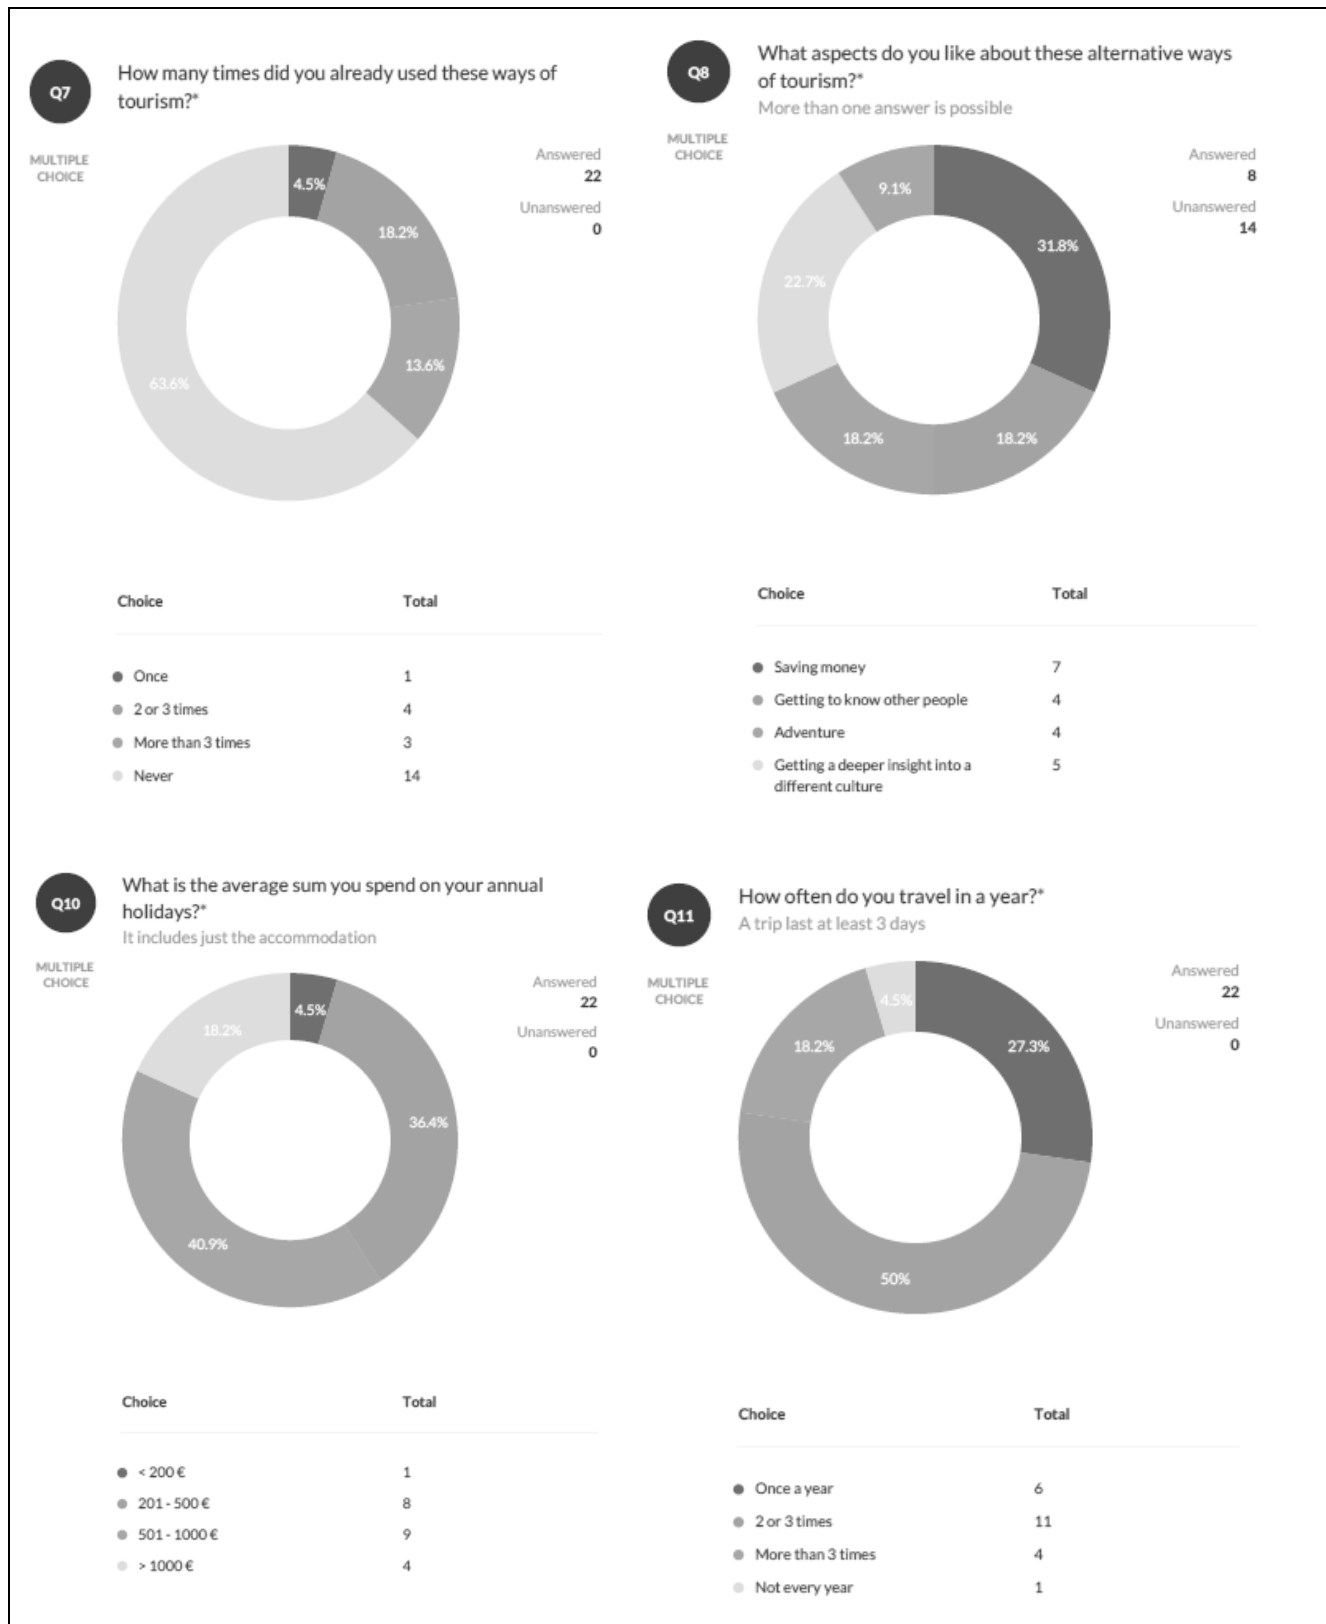 Q7
How many times did you already used these ways of
tourism?*
MULTIPLE
CHOICE
Answered
22
Unanswered
0
4.5%
18.2%
13.6%
63.6%
Choice Total
Once 1
2 or 3 times 4
More than 3 times 3
Never 14
Q8
What aspects do you like about these alternative ways
of tourism?*
More than one answer is possible
MULTIPLE
CHOICE
Answered
8
Unanswered
14
9.1%
31.8%
22.7%
18.2%
18.2%
Choice Total
Saving money 7
Getting to know other people 4
Adventure 4
Getting a deeper insight into a 5
different culture
Q10
What is the average sum you spend on your annual
holidays?*
It includes just the accommodation
MULTIPLE
CHOICE
Answered
22
Unanswered
0
4.5%
18.2%
36.4%
40.9%
Choice Total
< 200 € 1
201 - 500 € 8
501 - 1000 € 9
> 1000 € 4
Q11
How often do you travel in a year?*
A trip last at least 3 days
MULTIPLE
CHOICE
Answered
22
Unanswered
0
4.5%
18.2%
27.3%
50%
Choice Total
Once a year 6
2 or 3 times 11
More than 3 times 4
Not every year 1